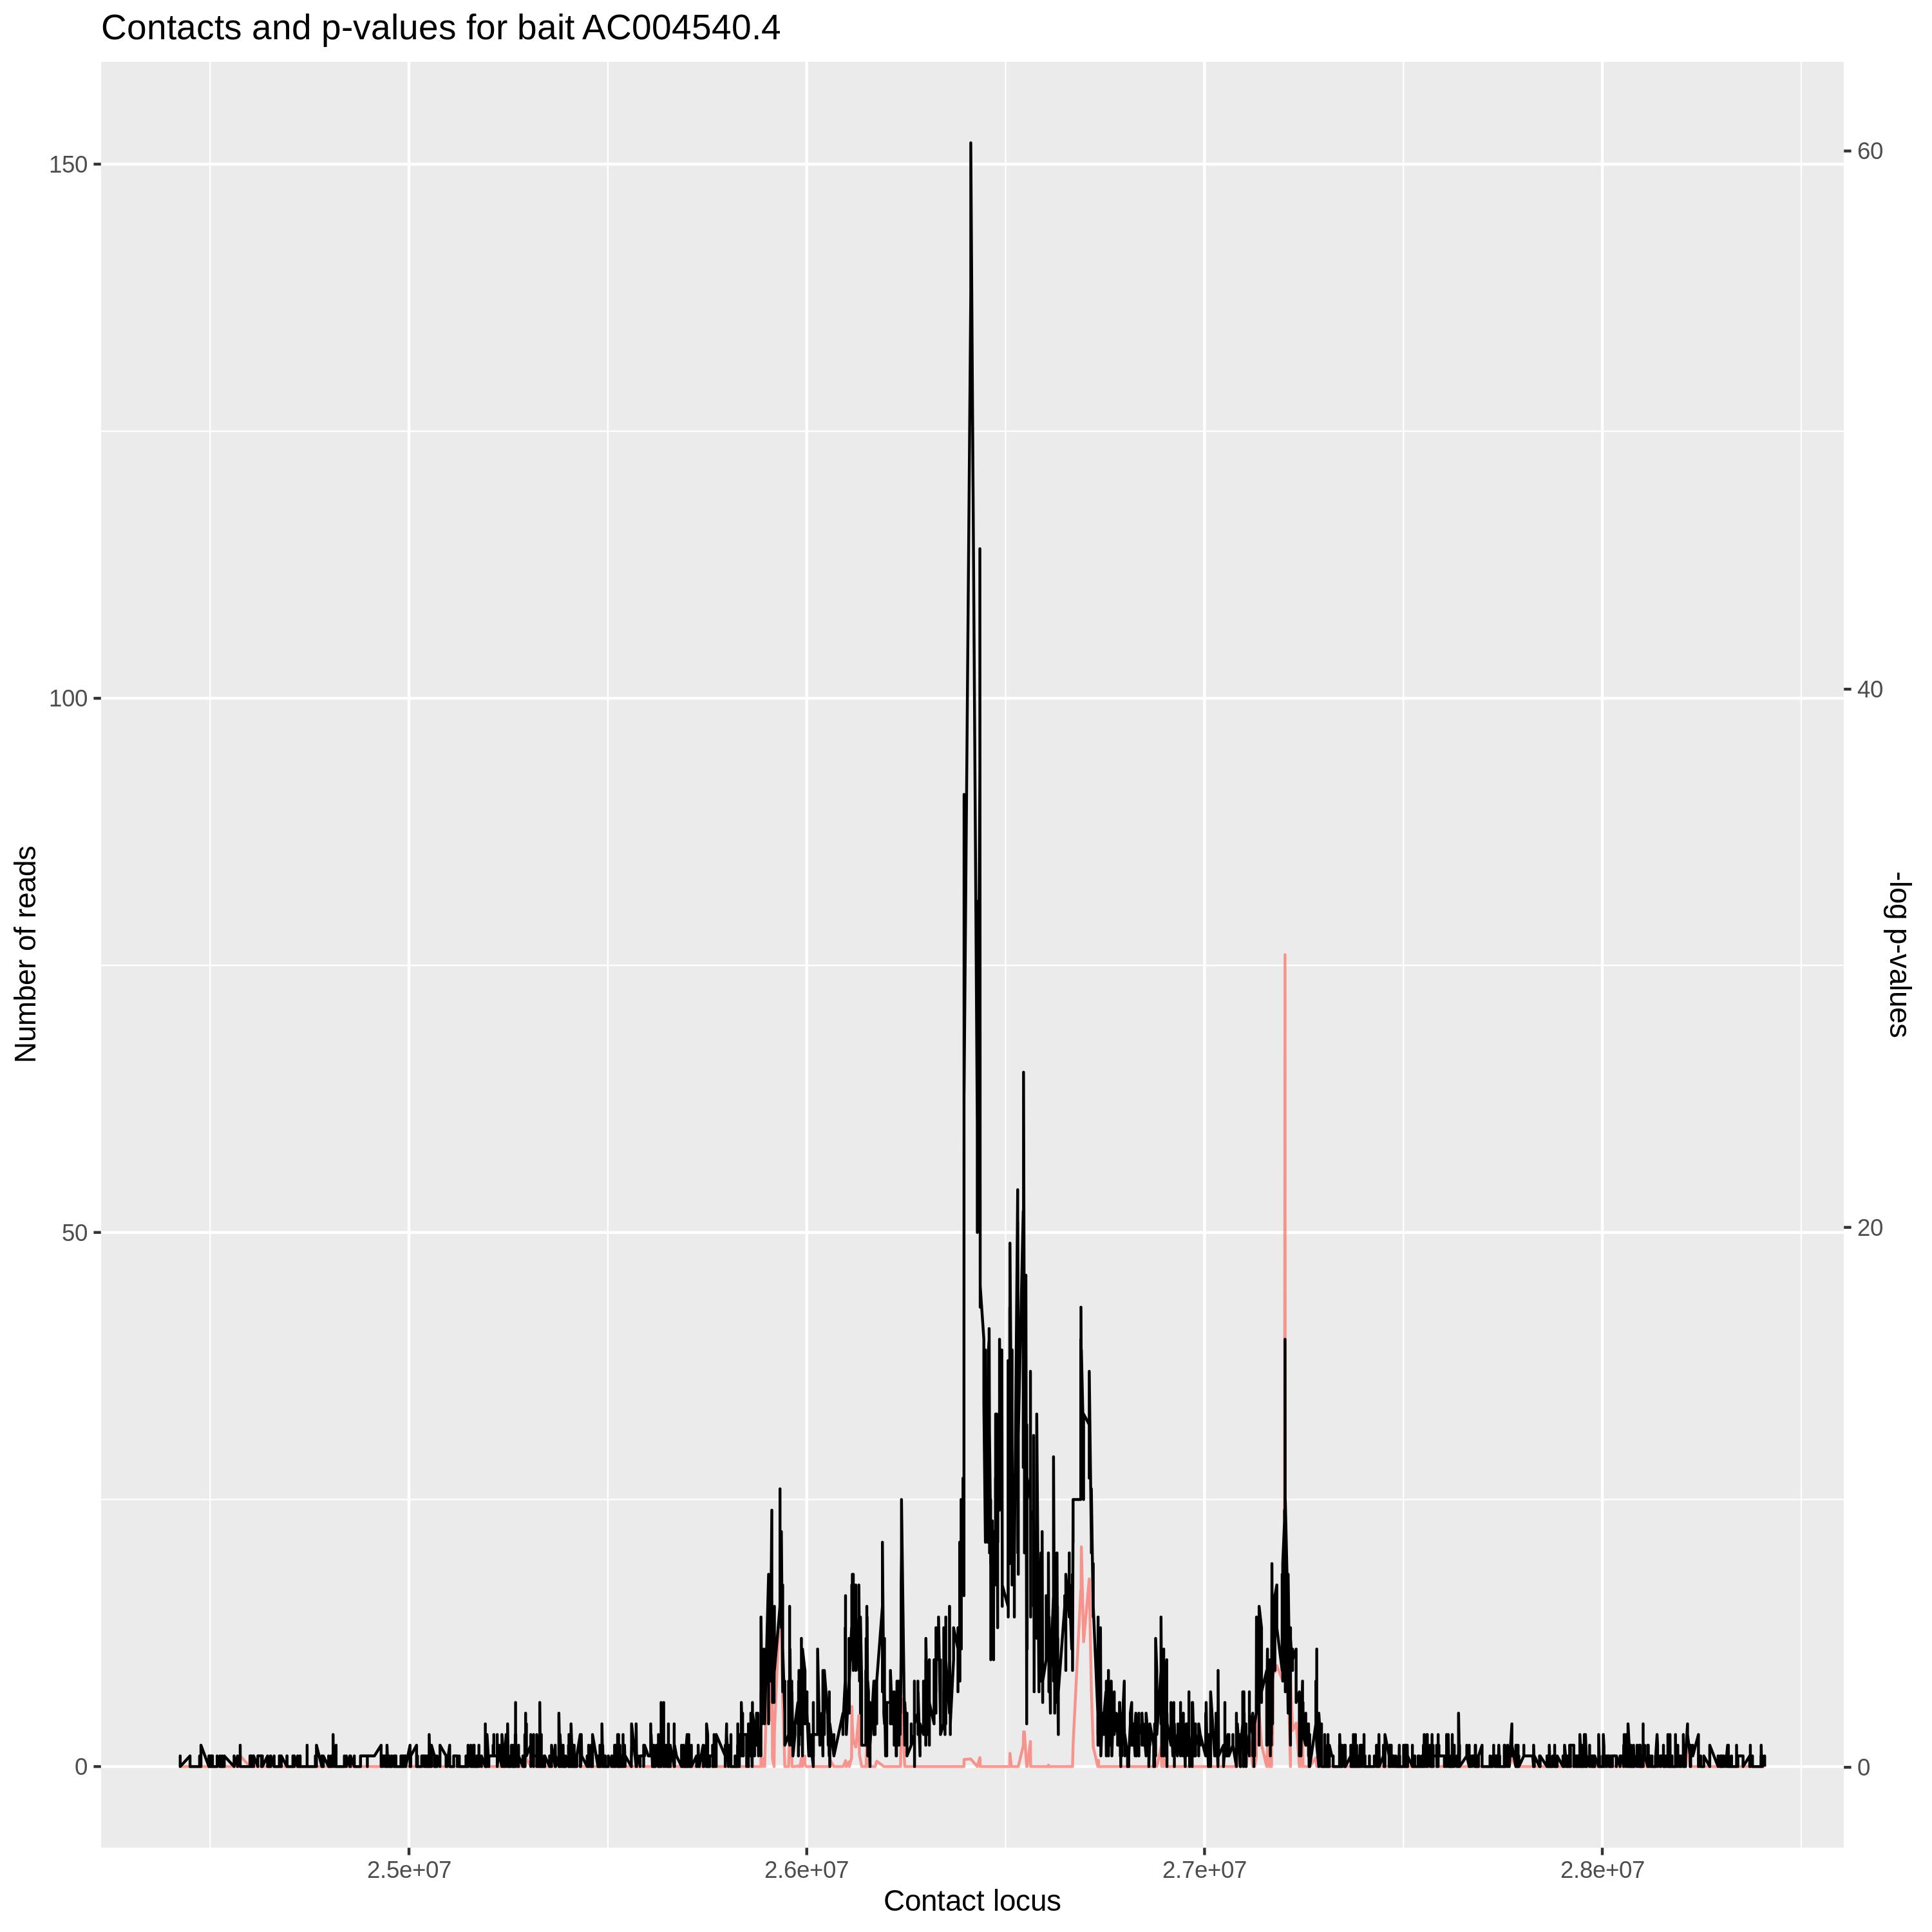 Contacts and p-values for bait AC004540.4
150
100
50
0
Number of reads
60
40
20
0
-log p-values
2.5e+07
2.6e+07
2.7e+07
2.8e+07
Contact locus